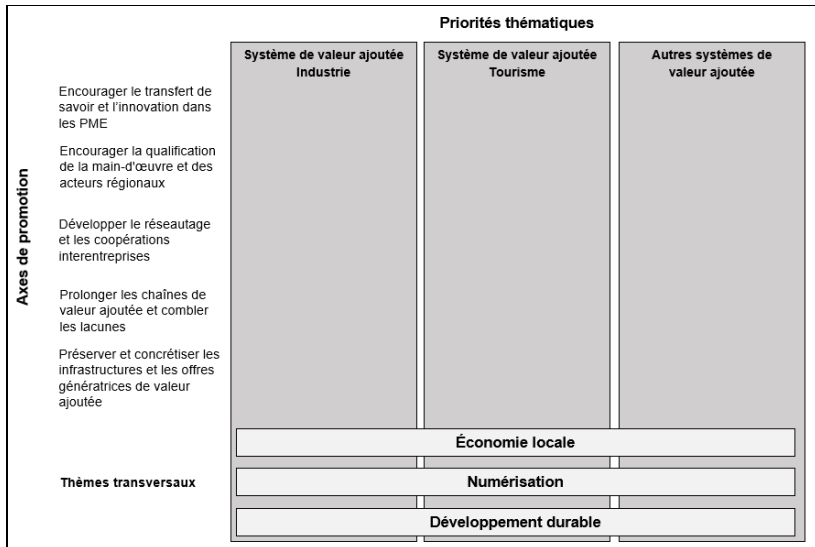 Priorités thématiques
Système de valeur ajoutée
Industrie
Système de valeur ajoutée
Tourisme
Autres systèmes de
valeur ajoutée
Axes de promotion
Encourager le transfert de
savoir et l'innovation dans
les PME
Encourager la qualification
de la main-d'œuvre et des
acteurs régionaux
Développer le réseautage
et les coopérations
interentreprises
Prolonger les chaînes de
valeur ajoutée et combler
les lacunes
Préserver et concrétiser les
infrastructures et les offres
génératrices de valeur
ajoutée
Économie locale
Thèmes transversaux
Numérisation
Développement durable